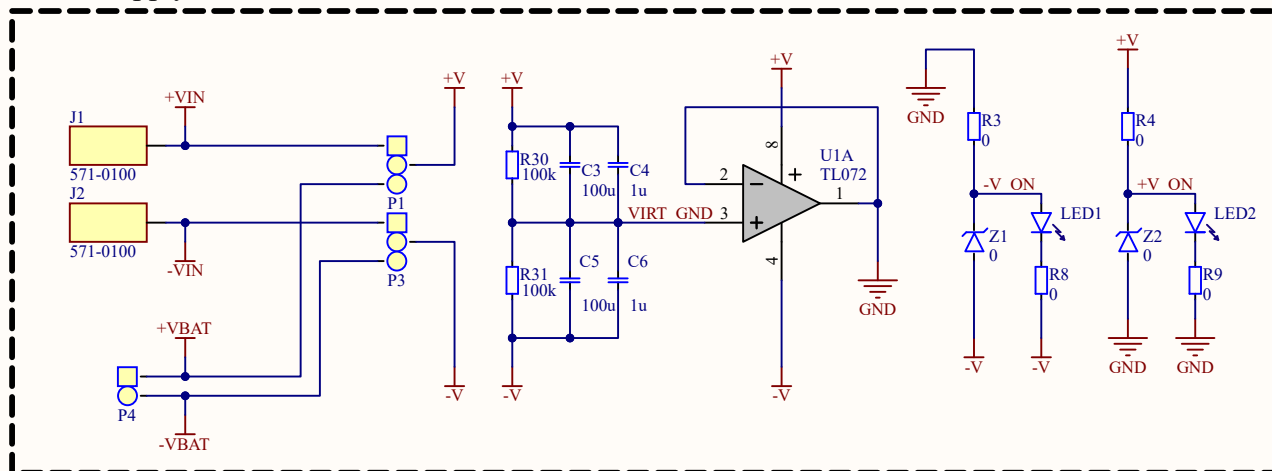 +VIN
J1
571-0100
J2
571-0100
-VIN
+VBAT
P4
-VBAT
+V
P1
P3
-V
+V
R30
100k
C3
100u
C4
1u
VIRT GND
R31
100k
C5
100u
C6
1u
-V
+V
8
2
3
1
4
U1A
TL072
GND
-V
GND
R3
0
-V ON
Z1
0
LED1
R8
0
-V
-V
+V
R4
0
+V ON
Z2
0
LED2
R9
0
GND
GND